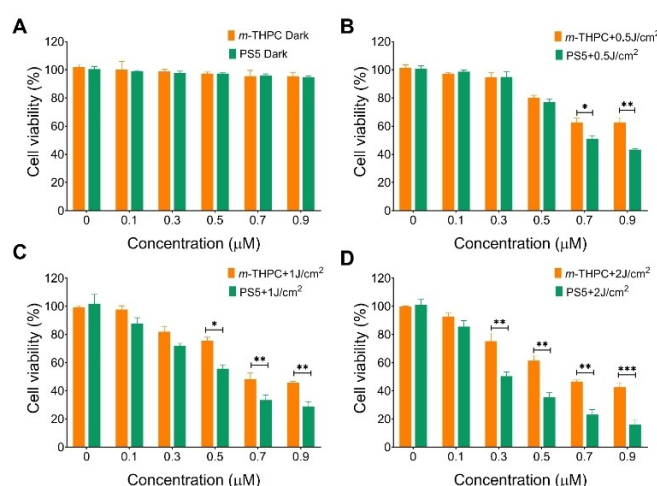 A
m-THPC Dark
PS5 Dark
Cell viability (%)
120
100
80
60
40
20
0
0 0.1 0.3 0.5 0.7 0.9
Concentration (μM)
B
m-THPC+0.5J/cm²
PS5+0.5J/cm²
Cell viability (%)
120
100
80
60
40
20
0
* **
0 0.1 0.3 0.5 0.7 0.9
Concentration (μM)
C
m-THPC+1J/cm²
PS5+1J/cm²
Cell viability (%)
120
100
80
60
40
20
0
* ** **
0 0.1 0.3 0.5 0.7 0.9
Concentration (μM)
D
m-THPC+2J/cm²
PS5+2J/cm²
Cell viability (%)
120
100
80
60
40
20
0
** ** ** ***
0 0.1 0.3 0.5 0.7 0.9
Concentration (μM)